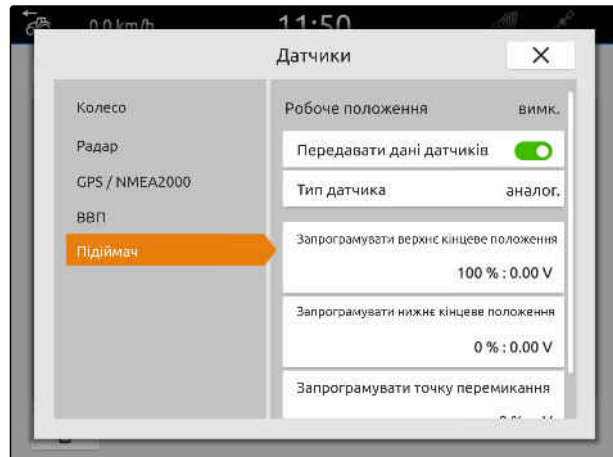 0.0 km/h
11:50
Датчики
Колесо
Радар
GPS / NMEA2000
ВВП
Підіймач
Робоче положення вимк.
Передавати дані датчиків
Тип датчика аналог.
Запрограмувати верхнє кінцеве положення
100 % : 0.00 V
Запрограмувати нижнє кінцеве положення
0 % : 0.00 V
Запрограмувати точку перемикання